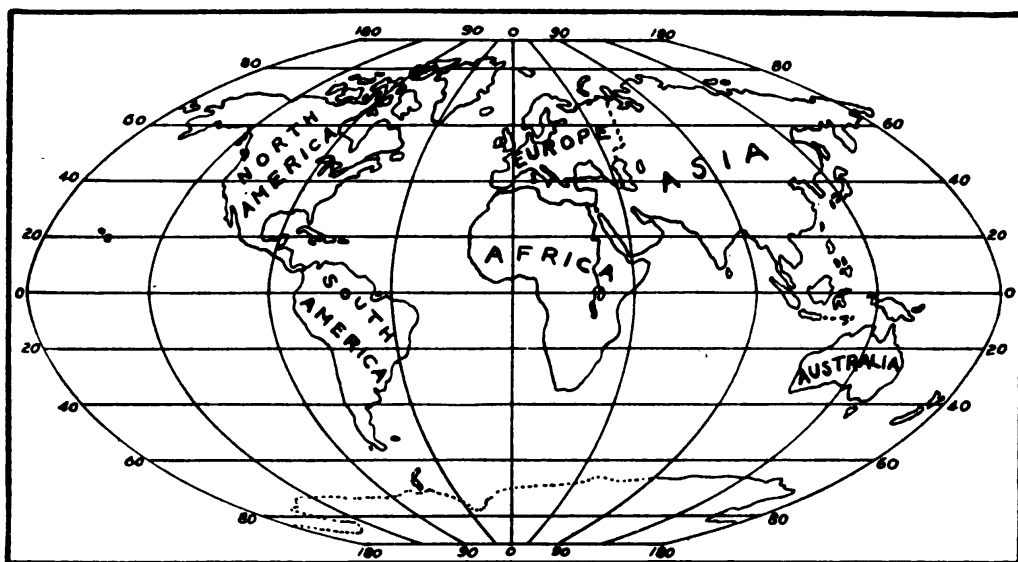 180 90 0 90 180
80 80
60 60
NORTH AMERICA
EUROPE
ASIA
40 40
20 20
AFRICA
0 0
SOUTH AMERICA
20 20
AUSTRALIA
40 40
60 60
80 80
180 90 0 90 180